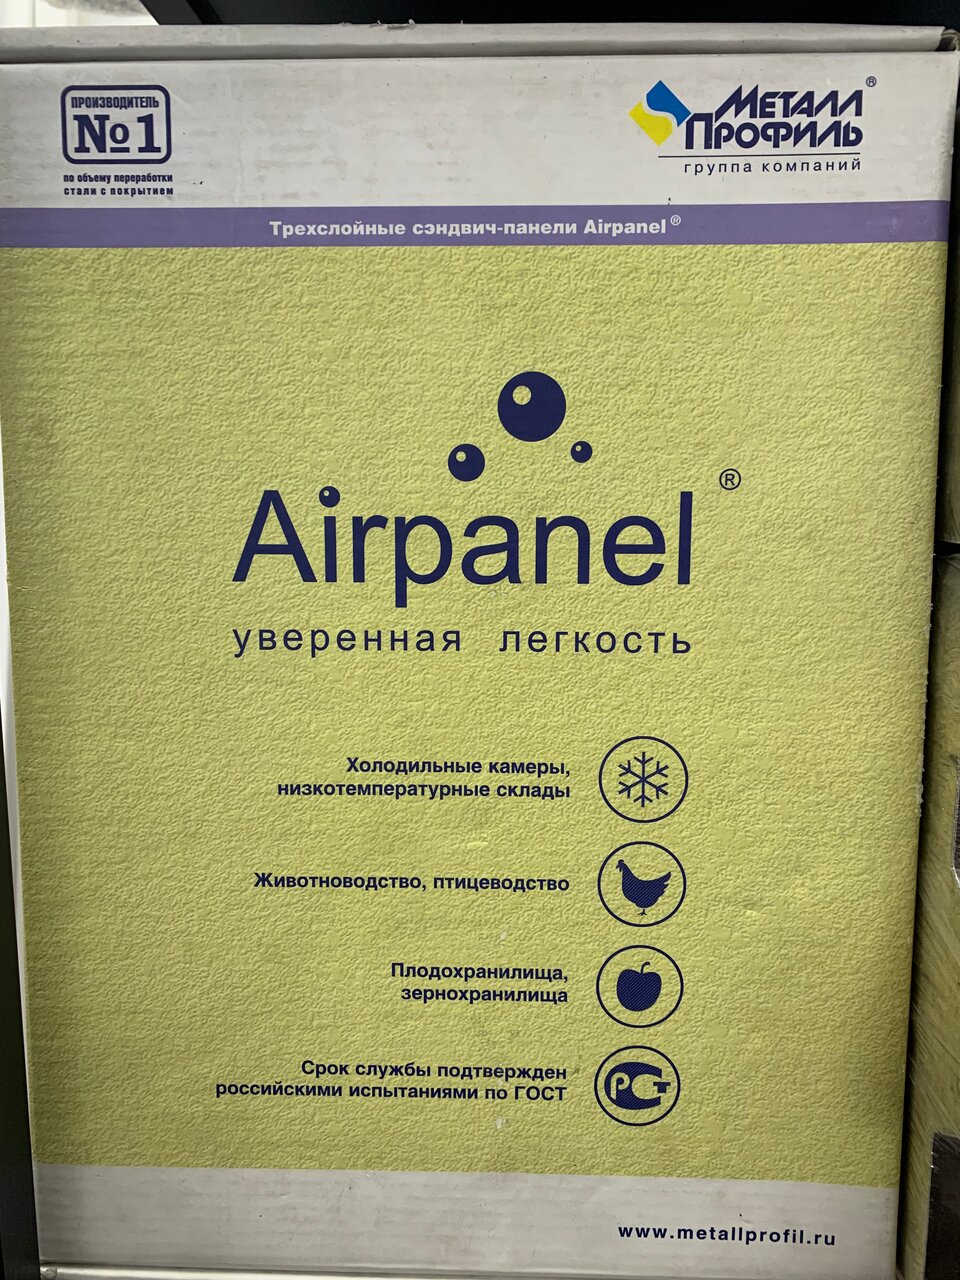 ПРОИЗВОДИТЕЛЬ
№1
по объему переработки
стали с покрытием
МЕТАЛЛ
ПРОФИЛЬ®
группа компаний
Трехслойные сэндвич-панели Airpanel®
Airpanel®
уверенная легкость
Холодильные камеры,
низкотемпературные склады
Животноводство, птицеводство
Плодохранилища,
зернохранилища
Срок службы подтвержден
российскими испытаниями по ГОСТ
РСТ
www.metallprofil.ru